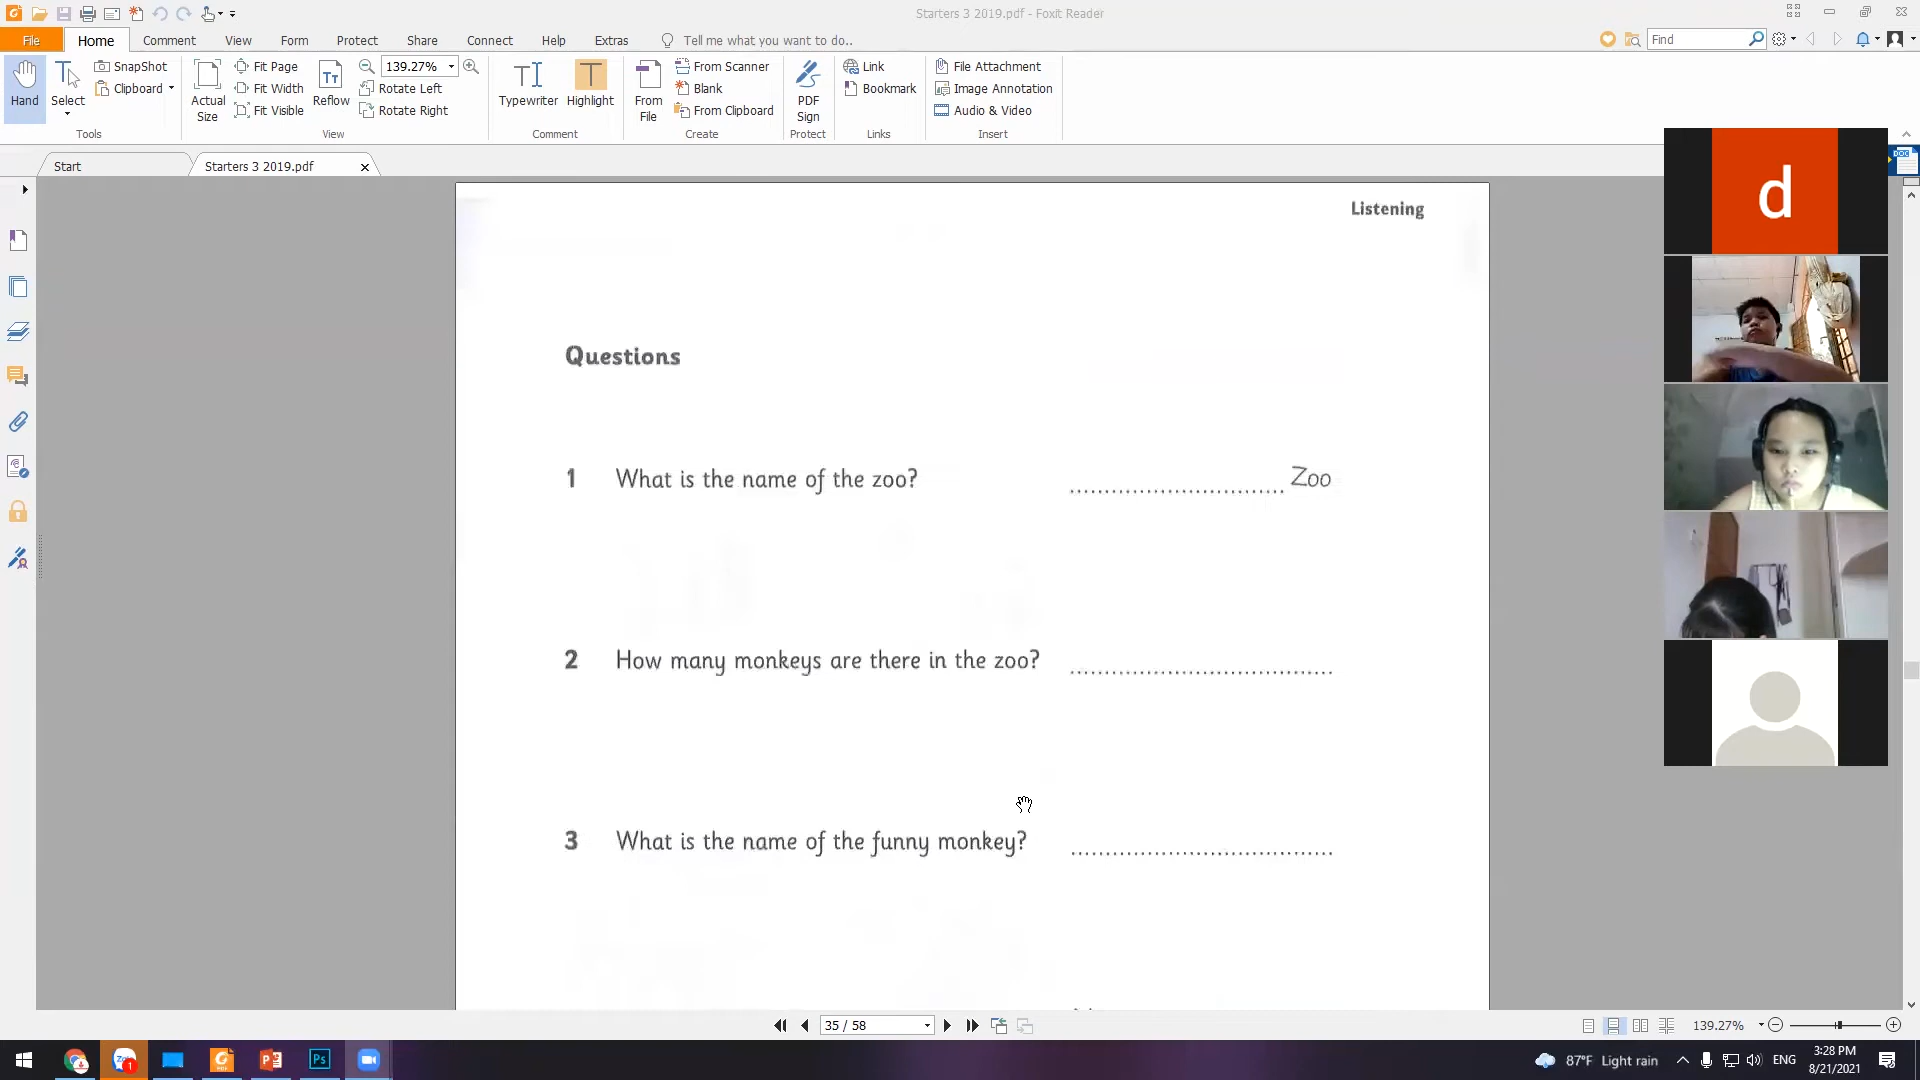 Starters 3 2019.pdf - Foxit Reader
File Home Comment View Form Protect Share Connect Help Extras Tell me what you want to do.. Find
Hand
Select
SnapShot
Clipboard
Tools
Actual Size
Fit Page
Fit Width
Fit Visible
Reflow
139.27%
Rotate Left
Rotate Right
View
Typewriter
Highlight
Comment
From File
From Scanner
Blank
From Clipboard
Create
PDF Sign
Protect
Link
Bookmark
Links
File Attachment
Image Annotation
Audio & Video
Insert
Start
Starters 3 2019.pdf
DOC
d
Listening
Questions
1 What is the name of the zoo? .............................. Zoo
2 How many monkeys are there in the zoo? ....................................
3 What is the name of the funny monkey? ....................................
35 / 58
139.27%
87°F Light rain
ENG
3:28 PM
8/21/2021